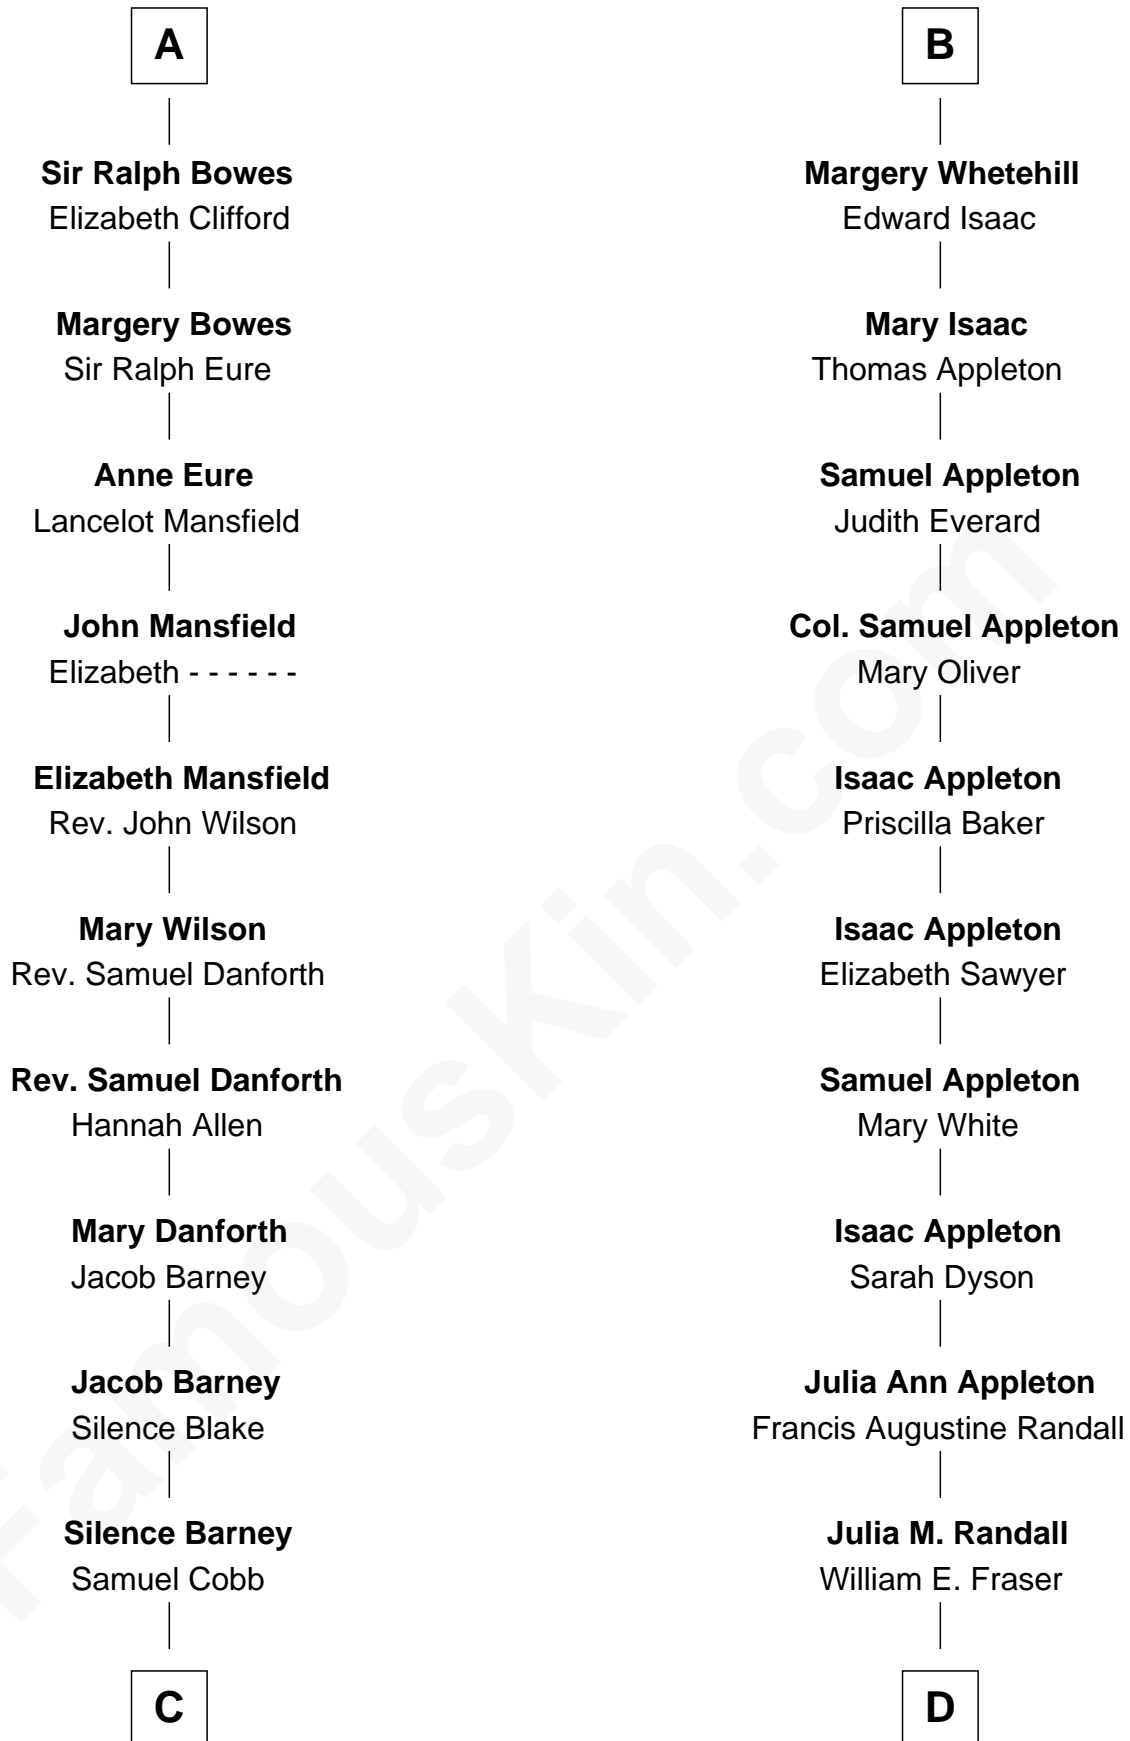 A
Sir Ralph Bowes
Elizabeth Clifford
Margery Bowes
Sir Ralph Eure
Anne Eure
Lancelot Mansfield
John Mansfield
Elizabeth - - - - - -
Elizabeth Mansfield
Rev. John Wilson
Mary Wilson
Rev. Samuel Danforth
Rev. Samuel Danforth
Hannah Allen
Mary Danforth
Jacob Barney
Jacob Barney
Silence Blake
Silence Barney
Samuel Cobb
C
B
Margery Whetehill
Edward Isaac
Mary Isaac
Thomas Appleton
Samuel Appleton
Judith Everard
Col. Samuel Appleton
Mary Oliver
Isaac Appleton
Priscilla Baker
Isaac Appleton
Elizabeth Sawyer
Samuel Appleton
Mary White
Isaac Appleton
Sarah Dyson
Julia Ann Appleton
Francis Augustine Randall
Julia M. Randall
William E. Fraser
D
FamousKin.com